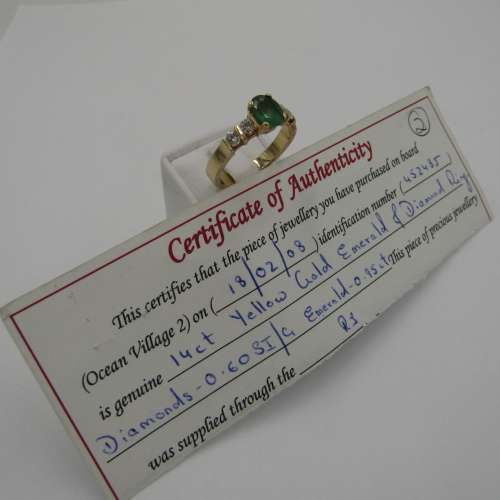 2
Certificate of Authenticity
This certifies that the piece of jewellery you have purchased on board
(Ocean Village 2) on ( 18/02/08 ) identification number ( 452435 )
is genuine 14ct Yellow Gold Emerald & Diamond Ring
Diamonds - 0.60 SI/G Emerald - 0.95ct This piece of precious jewellery
was supplied through the